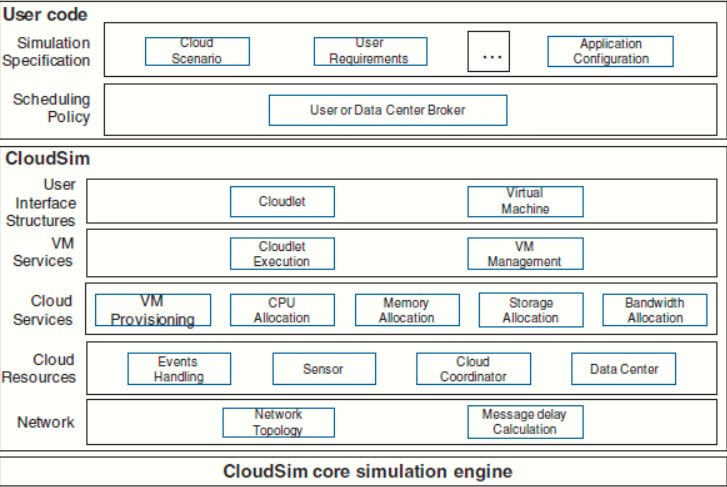 User code
Simulation
Specification
Cloud
Scenario
User
Requirements
...
Application
Configuration
Scheduling
Policy
User or Data Center Broker
CloudSim
User
Interface
Structures
Cloudlet
Virtual
Machine
VM
Services
Cloudlet
Execution
VM
Management
Cloud
Services
VM
Provisioning
CPU
Allocation
Memory
Allocation
Storage
Allocation
Bandwidth
Allocation
Cloud
Resources
Events
Handling
Sensor
Cloud
Coordinator
Data Center
Network
Network
Topology
Message delay
Calculation
CloudSim core simulation engine